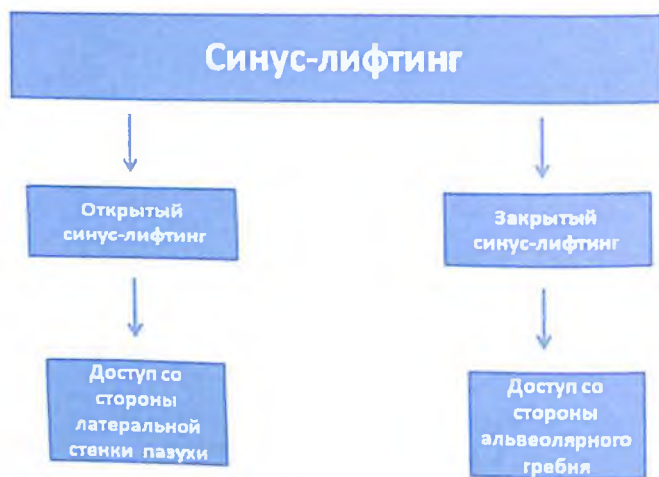 Синус-лифтинг
Открытый
синус-лифтинг
Закрытый
синус-лифтинг
Доступ со
стороны
латеральной
стенки пазухи
Доступ со
стороны
альвеолярного
гребня